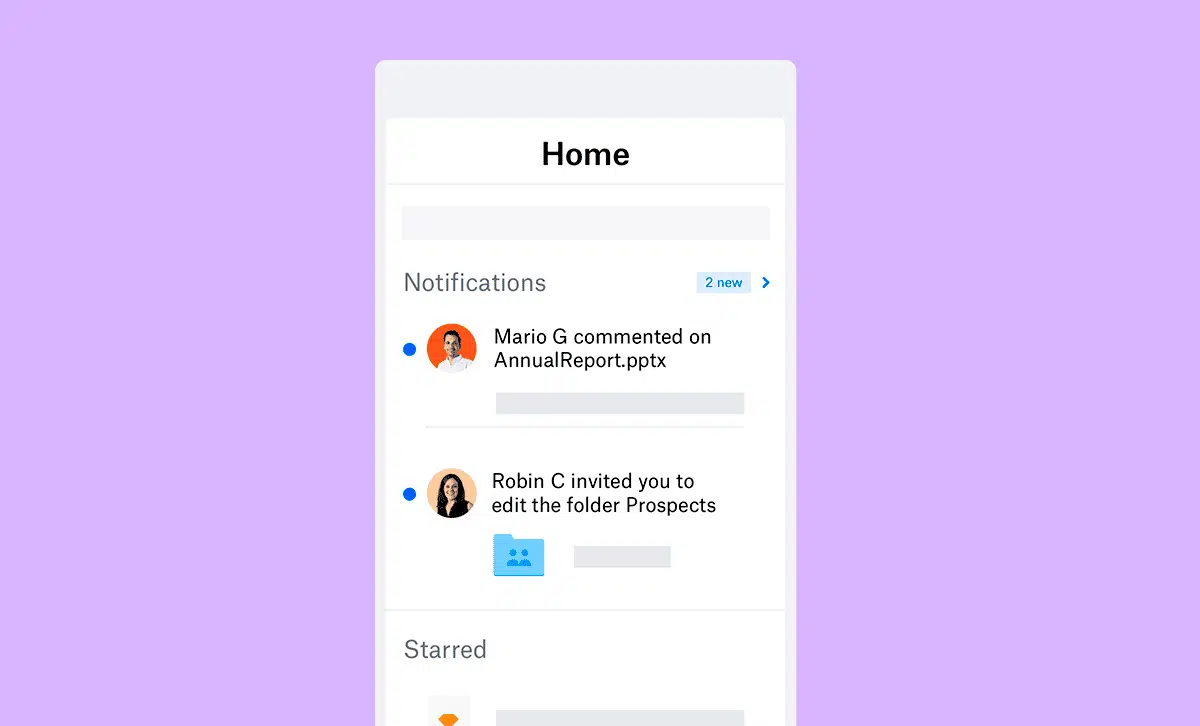 Home
Notifications
2 new
Mario G commented on
AnnualReport.pptx
Robin C invited you to
edit the folder Prospects
Starred